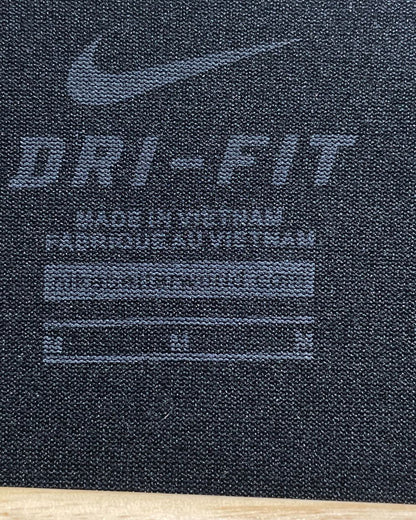 DRI-FIT
MADE IN VIETNAM
FABRIQUÉ AU VIETNAM
M M M